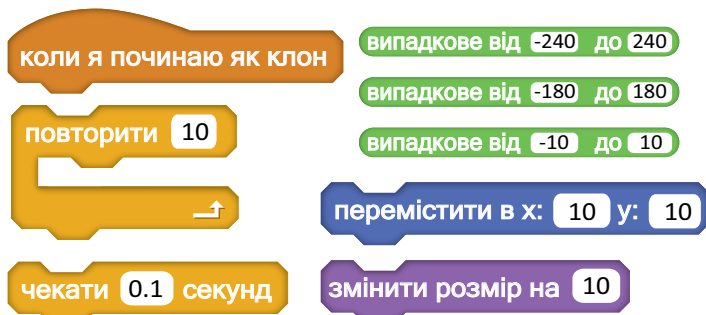 коли я починаю як клон
випадкове від -240 до 240
випадкове від -180 до 180
повторити 10
випадкове від -10 до 10
перемістити в x: 10 y: 10
чекати 0.1 секунд
змінити розмір на 10